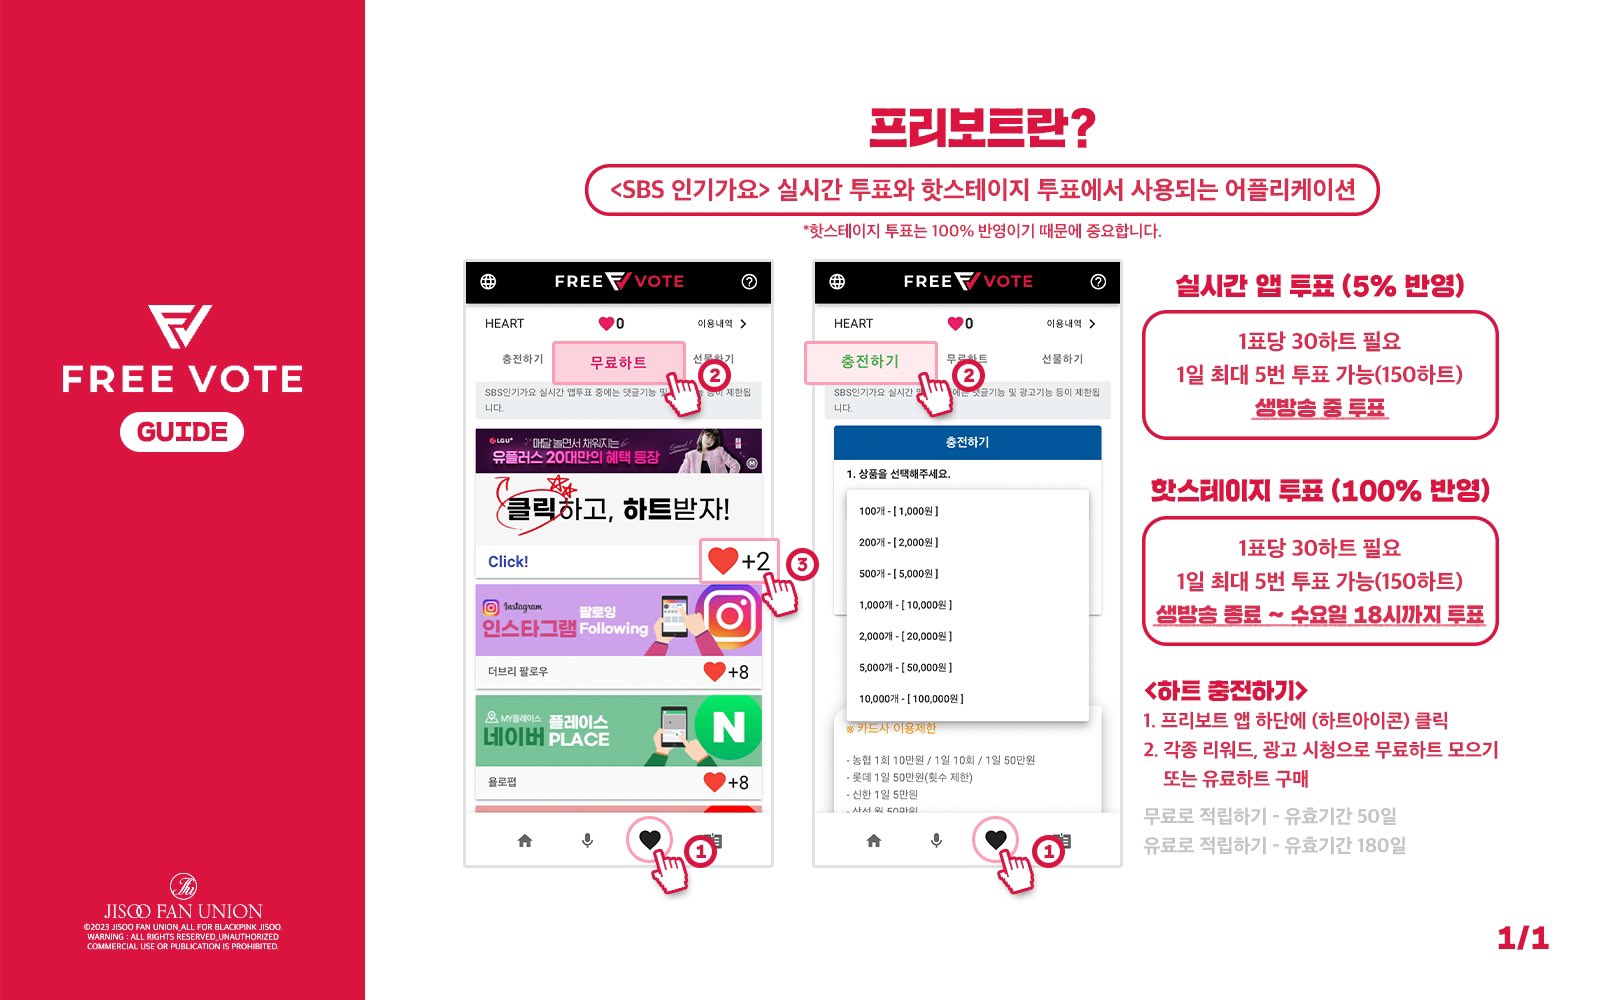 FREE VOTE
GUIDE
JISOO FAN UNION
©2023 JISOO FAN UNION_ALL FOR BLACKPINK JISOO.
WARNING : ALL RIGHTS RESERVED_UNAUTHORIZED
COMMERCIAL USE OR PUBLICATION IS PROHIBITED.
프리보트란?
<SBS 인기가요> 실시간 투표와 핫스테이지 투표에서 사용되는 어플리케이션
*핫스테이지 투표는 100% 반영이기 때문에 중요합니다.
FREE VOTE
HEART
0
이용내역
충전하기
무료하트
선물하기
2
SBS인기가요 실시간 앱투표 중에는 댓글기능 및
등이 제한됩
니다.
LGU+
매달 놀면서 채워지는
유플러스 20대만의 혜택 등장
클릭하고, 하트받자!
Click!
+2
3
Instagram
인스타그램
팔로잉
Following
더브리 팔로우
+8
MY플레이스
네이버
플레이스
PLACE
N
욜로펍
+8
1
FREE VOTE
HEART
0
이용내역
충전하기
무료하트
선물하기
2
SBS인기가요 실시간 앱투표 중에는 댓글기능 및 광고기능 등이 제한됩
니다.
충전하기
1. 상품을 선택해주세요.
100개 - [ 1,000원 ]
200개 - [ 2,000원 ]
500개 - [ 5,000원 ]
1,000개 - [ 10,000원 ]
2,000개 - [ 20,000원 ]
5,000개 - [ 50,000원 ]
10,000개 - [ 100,000원 ]
※ 카드사 이용제한
- 농협 1회 10만원 / 1일 10회 / 1일 50만원
- 롯데 1일 50만원(횟수 제한)
- 신한 1일 5만원
- 삼성 월 50만원
1
실시간 앱 투표 (5% 반영)
1표당 30하트 필요
1일 최대 5번 투표 가능(150하트)
생방송 중 투표
핫스테이지 투표 (100% 반영)
1표당 30하트 필요
1일 최대 5번 투표 가능(150하트)
생방송 종료 ~ 수요일 18시까지 투표
<하트 충전하기>
1. 프리보트 앱 하단에 (하트아이콘) 클릭
2. 각종 리워드, 광고 시청으로 무료하트 모으기
또는 유료하트 구매
무료로 적립하기 - 유효기간 50일
유료로 적립하기 - 유효기간 180일
1/1